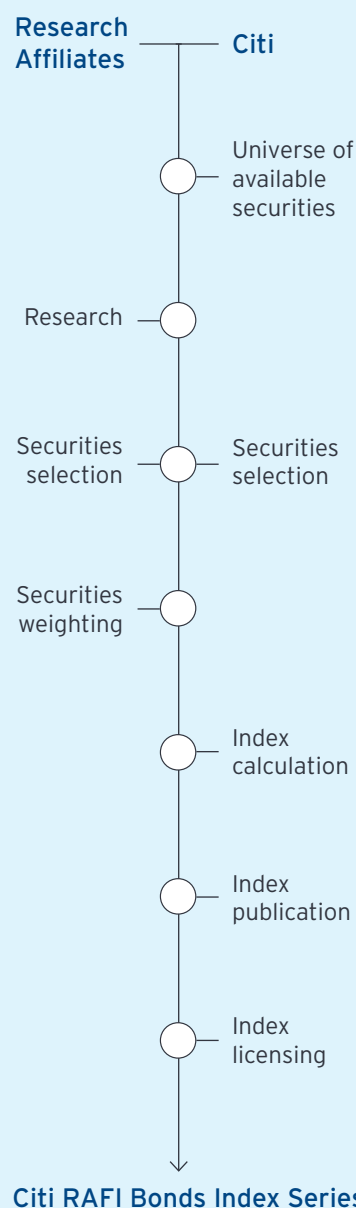 Research
Affiliates
Citi
Universe of
available
securities
Research
Securities
selection
Securities
selection
Securities
weighting
Index
calculation
Index
publication
Index
licensing
Citi RAFI Bonds Index Series